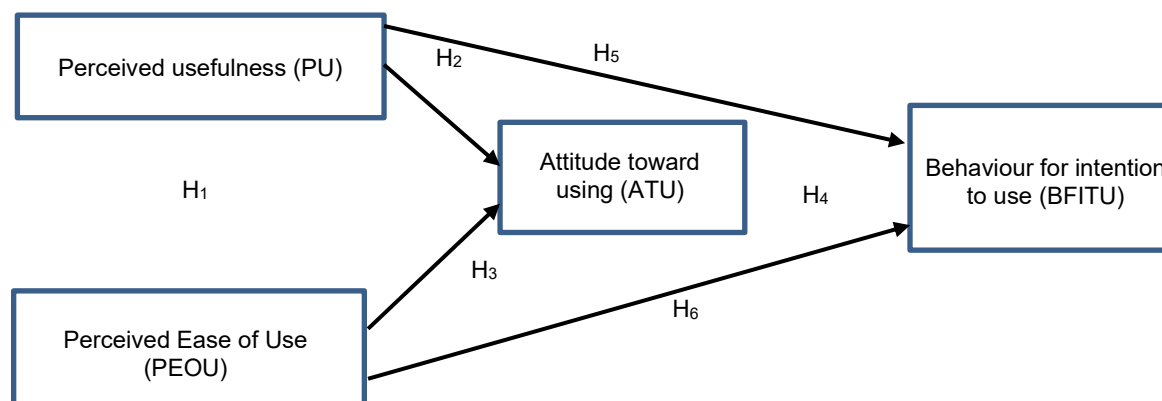 Perceived usefulness (PU)
H2
H5
Attitude toward
using (ATU)
Behaviour for intention
to use (BFITU)
H1
H4
H3
H6
Perceived Ease of Use
(PEOU)